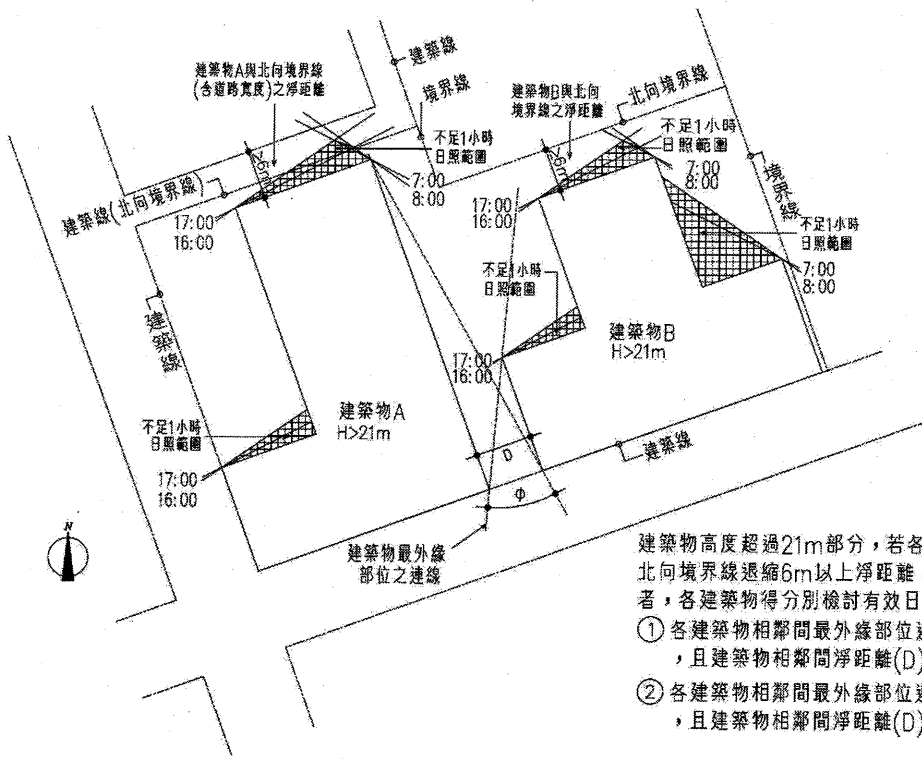 建築線
建築物A與北向境界線
(含道路寬度)之淨距離
境界線
建築物B與北向
境界線之淨距離
北向境界線
不足1小時
日照範圍
不足1小時
日照範圍
≥6m
≥6m
7:00
8:00
7:00
8:00
境界線
建築線(北向境界線)
17:00
16:00
17:00
16:00
不足1小時
日照範圍
7:00
8:00
不足1小時
日照範圍
建築線
建築物B
H>21m
17:00
16:00
建築物A
H>21m
不足1小時
日照範圍
D
建築線
17:00
16:00
φ
N
建築物最外緣
部位之連線
建築物高度超過21m部分，若各
北向境界線退縮6m以上淨距離
者，各建築物得分別檢討有效日
① 各建築物相鄰間最外緣部位連
，且建築物相鄰間淨距離(D)
② 各建築物相鄰間最外緣部位連
，且建築物相鄰間淨距離(D)